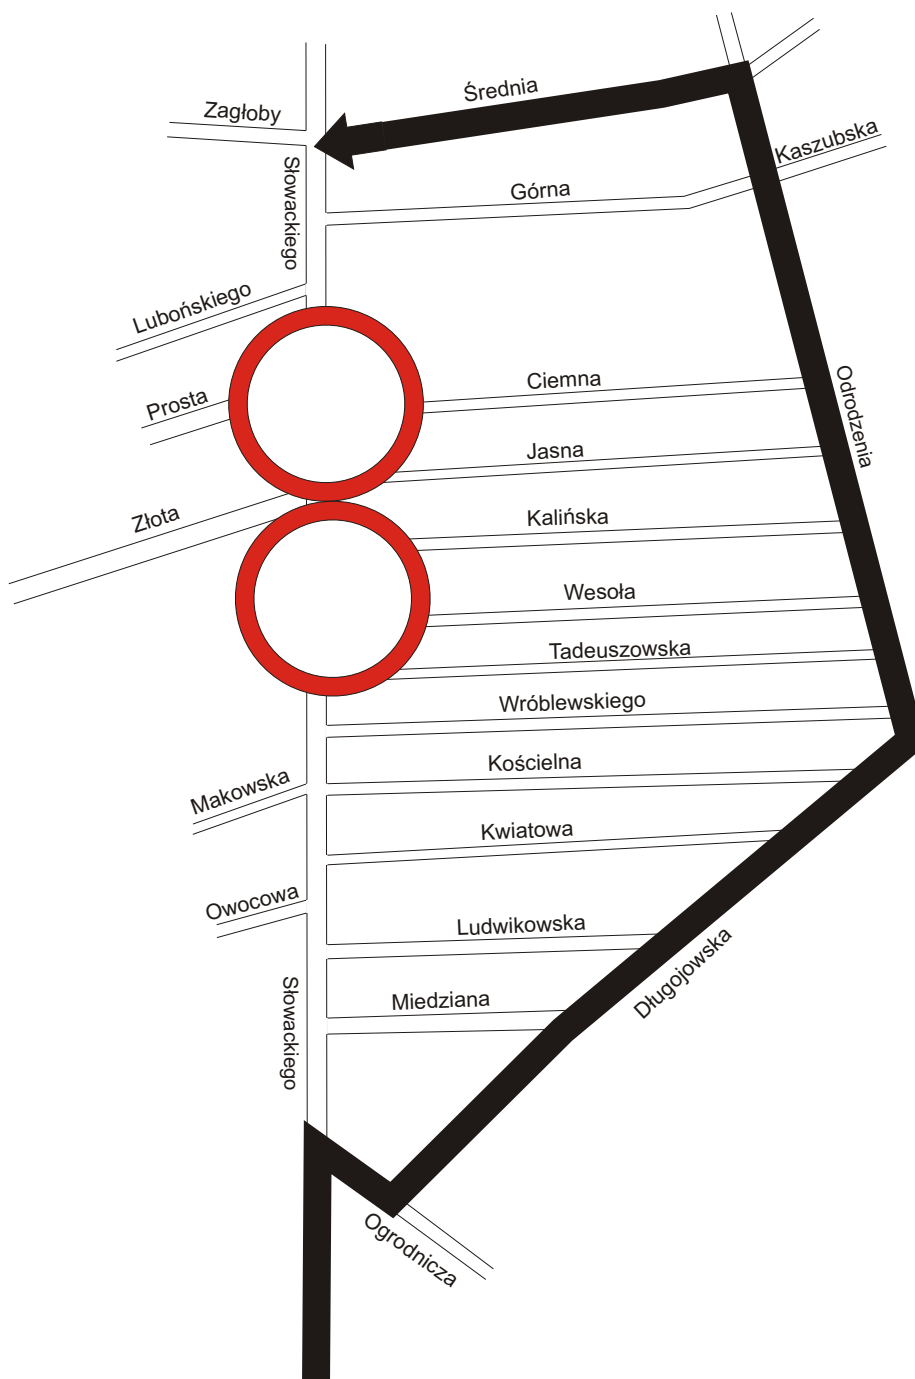 Średnia
Zagłoby
Kaszubska
Słowackiego
Górna
Lubońskiego
Ciemna
Prosta
Odrodzenia
Jasna
Złota
Kalińska
Wesoła
Tadeuszowska
Wróblewskiego
Kościelna
Makowska
Kwiatowa
Owocowa
Ludwikowska
Długojowska
Słowackiego
Miedziana
Ogrodnicza